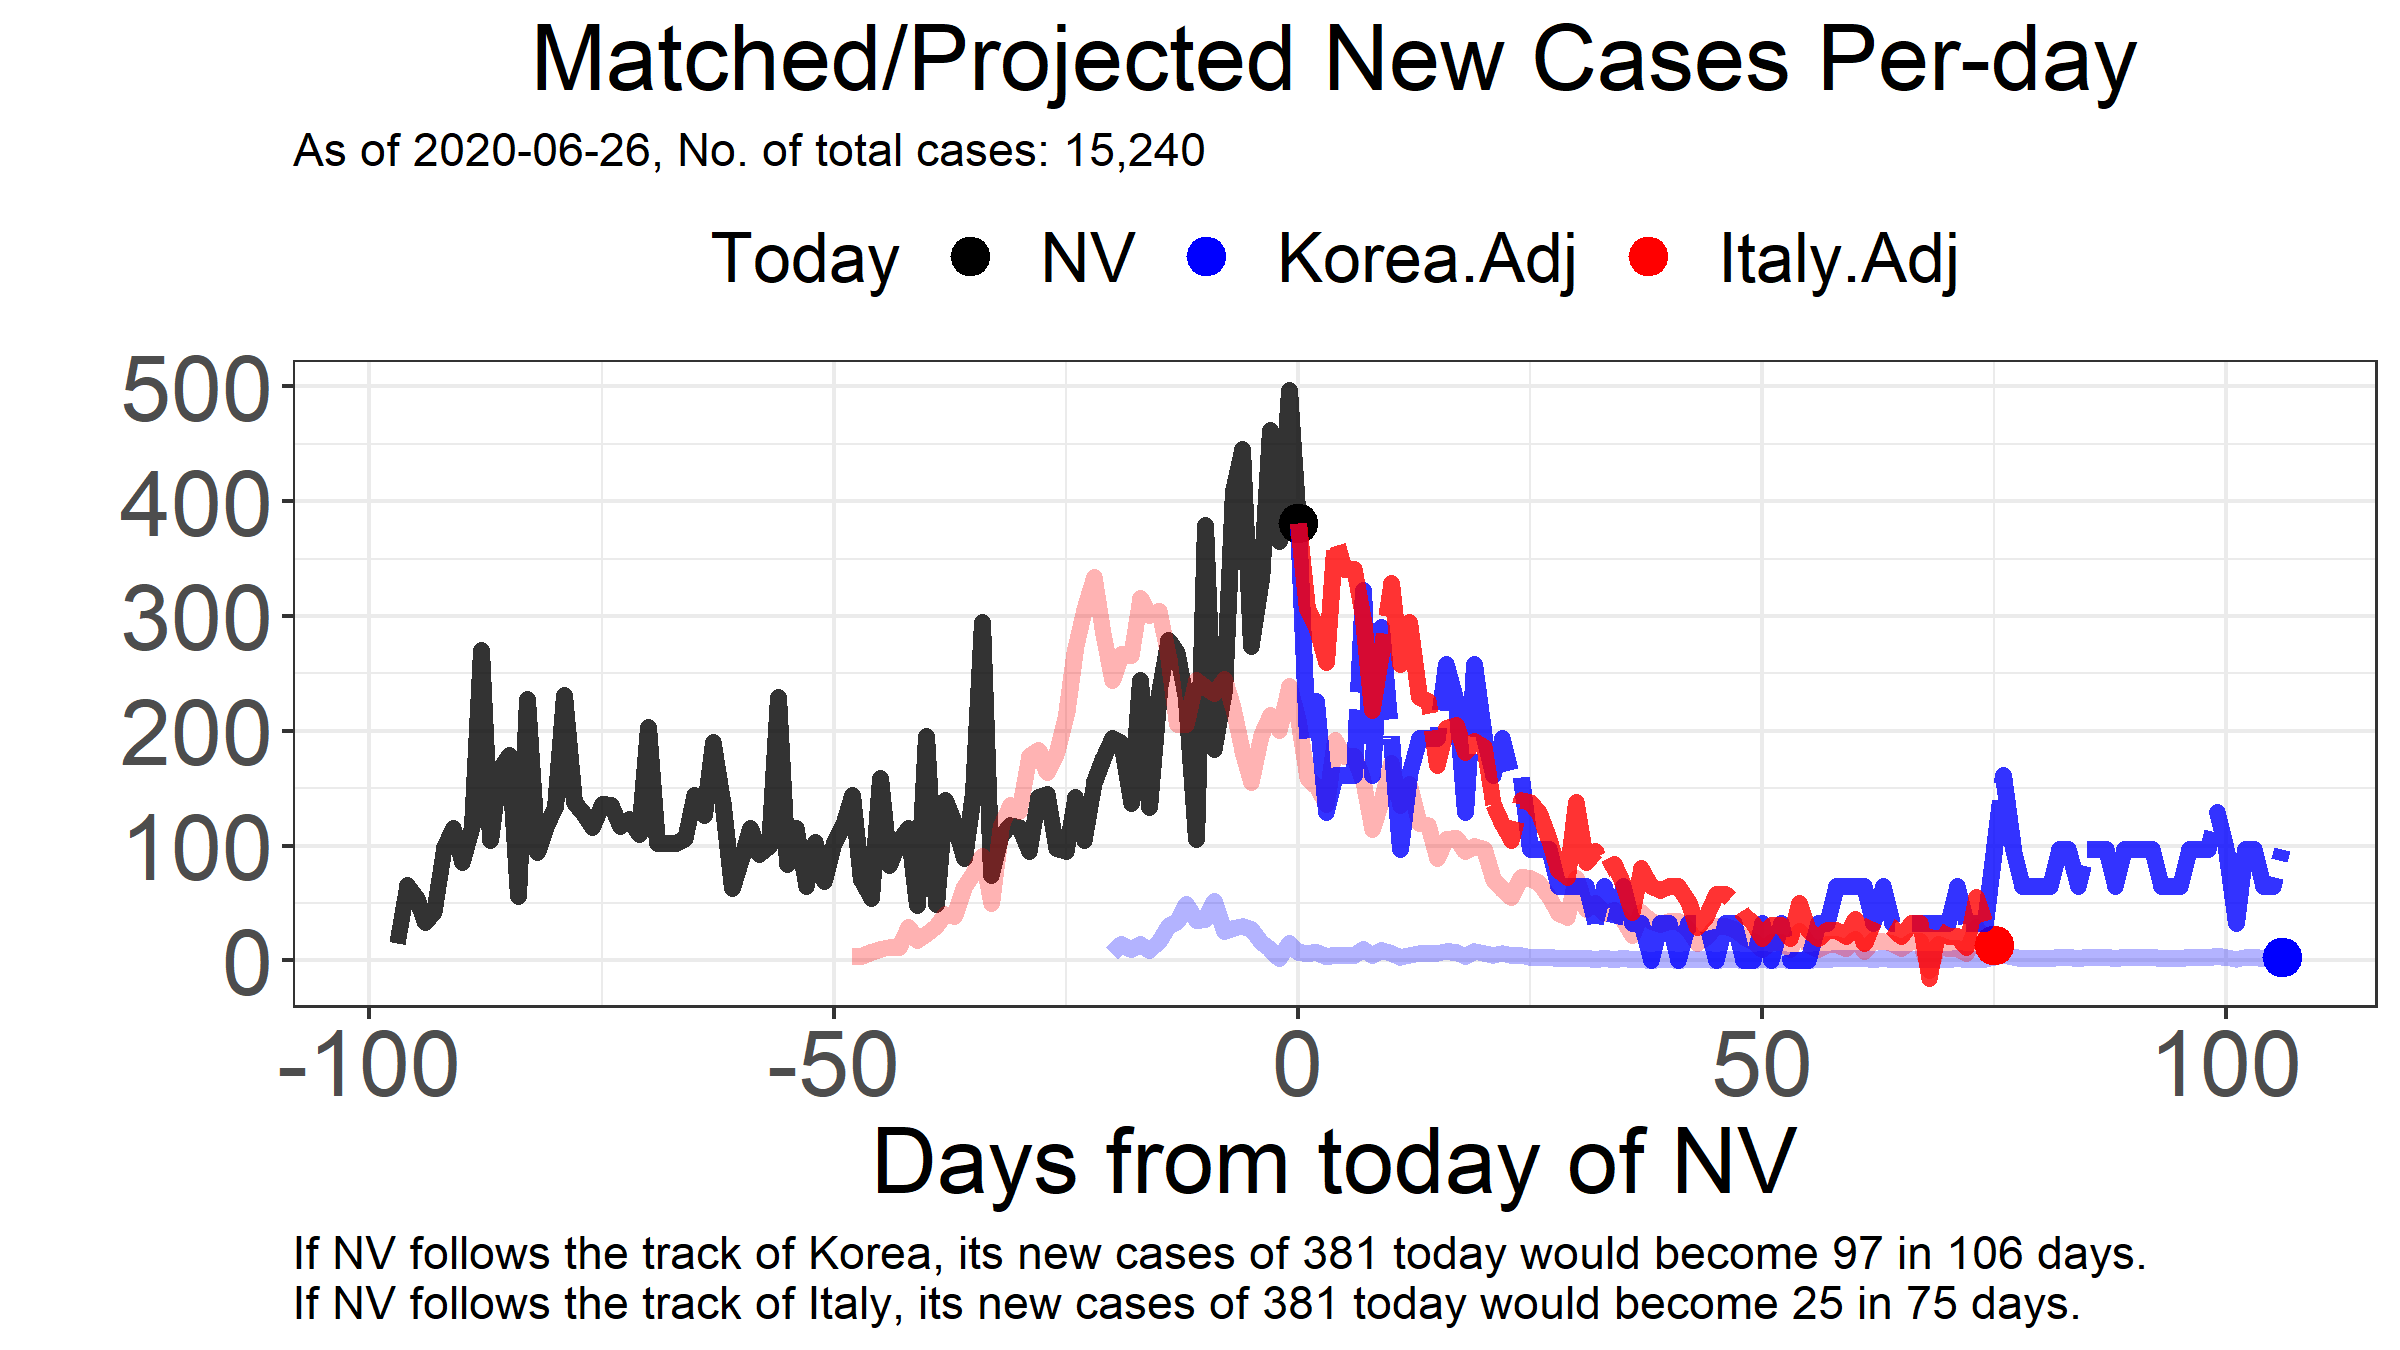 Matched/Projected New Cases Per-day
As of 2020-06-26, No. of total cases: 15,240
Today NV Korea.Adj Italy.Adj
500
400
300
200
100
0
-100 -50 0 50 100
Days from today of NV
If NV follows the track of Korea, its new cases of 381 today would become 97 in 106 days.
If NV follows the track of Italy, its new cases of 381 today would become 25 in 75 days.